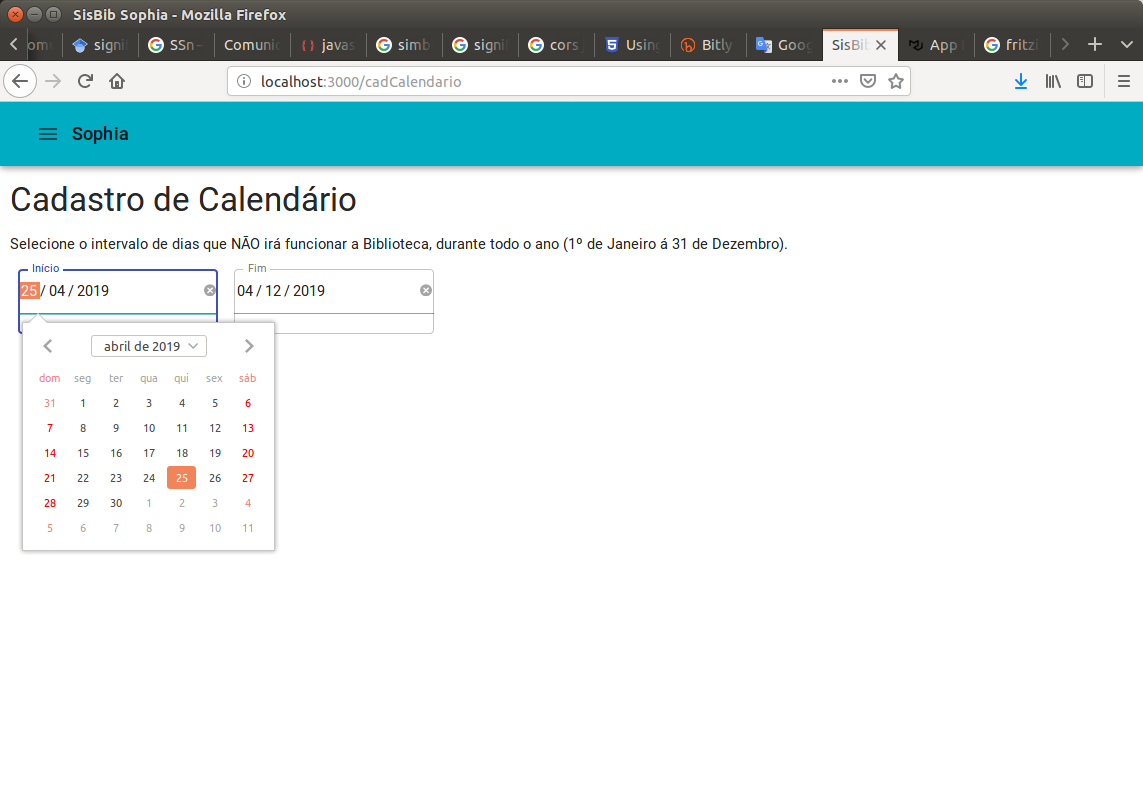 SisBib Sophia - Mozilla Firefox
signi SSn - Comunic javas simb signi cors Using Bitly Goog SisBi App fritzi
localhost:3000/cadCalendario
Sophia
Cadastro de Calendário
Selecione o intervalo de dias que NÃO irá funcionar a Biblioteca, durante todo o ano (1º de Janeiro á 31 de Dezembro).
Início Fim
25 / 04 / 2019 04 / 12 / 2019
abril de 2019
dom seg ter qua qui sex sáb
31 1 2 3 4 5 6
7 8 9 10 11 12 13
14 15 16 17 18 19 20
21 22 23 24 25 26 27
28 29 30 1 2 3 4
5 6 7 8 9 10 11